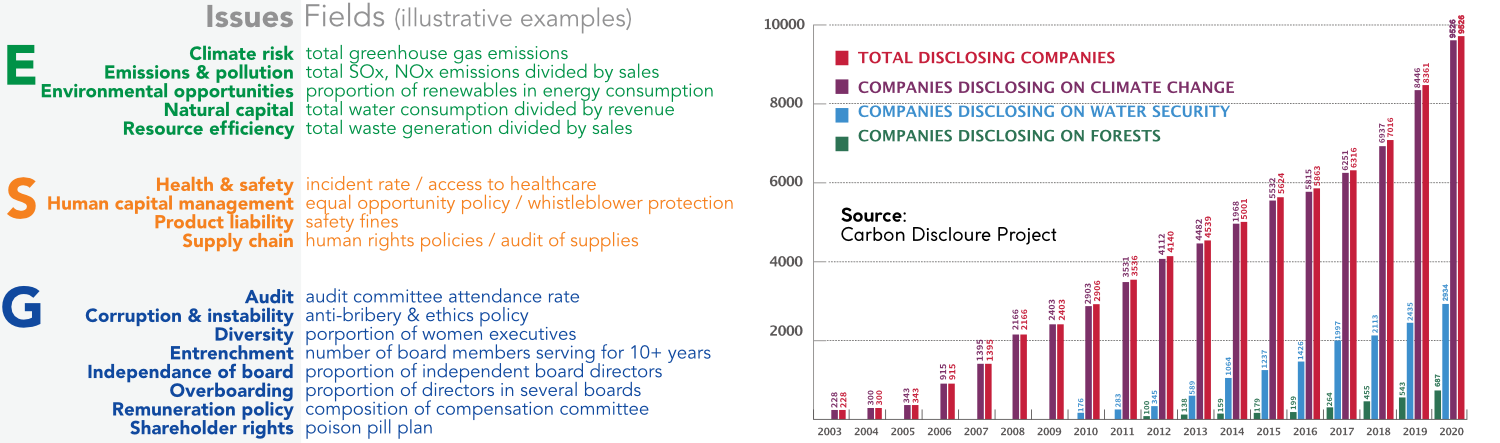 Issues Fields (illustrative examples)
E
Climate risk total greenhouse gas emissions
Emissions & pollution total SOx, NOx emissions divided by sales
Environmental opportunities proportion of renewables in energy consumption
Natural capital total water consumption divided by revenue
Resource efficiency total waste generation divided by sales
S
Health & safety incident rate / access to healthcare
Human capital management equal opportunity policy / whistleblower protection
Product liability safety fines
Supply chain human rights policies / audit of supplies
G
Audit audit committee attendance rate
Corruption & instability anti-bribery & ethics policy
Diversity porportion of women executives
Entrenchment number of board members serving for 10+ years
Independance of board proportion of independent board directors
Overboarding proportion of directors in several boards
Remuneration policy composition of compensation committee
Shareholder rights poison pill plan
TOTAL DISCLOSING COMPANIES
COMPANIES DISCLOSING ON CLIMATE CHANGE
COMPANIES DISCLOSING ON WATER SECURITY
COMPANIES DISCLOSING ON FORESTS
Source:
Carbon Discloure Project
10000
8000
6000
4000
2000
228 228
300 300
343 343
915 915
1395 1395
2166 2166
2403 2403
176 2903 2906
283 3531 3536
100 345 4112 4140
138 589 4482 4539
159 1064 1968 5001
179 1237 5532 5624
199 1426 5815 5863
264 1997 6251 6316
455 2113 6937 7016
543 2435 8446 8361
687 2934 9526 9626
2003 2004 2005 2006 2007 2008 2009 2010 2011 2012 2013 2014 2015 2016 2017 2018 2019 2020